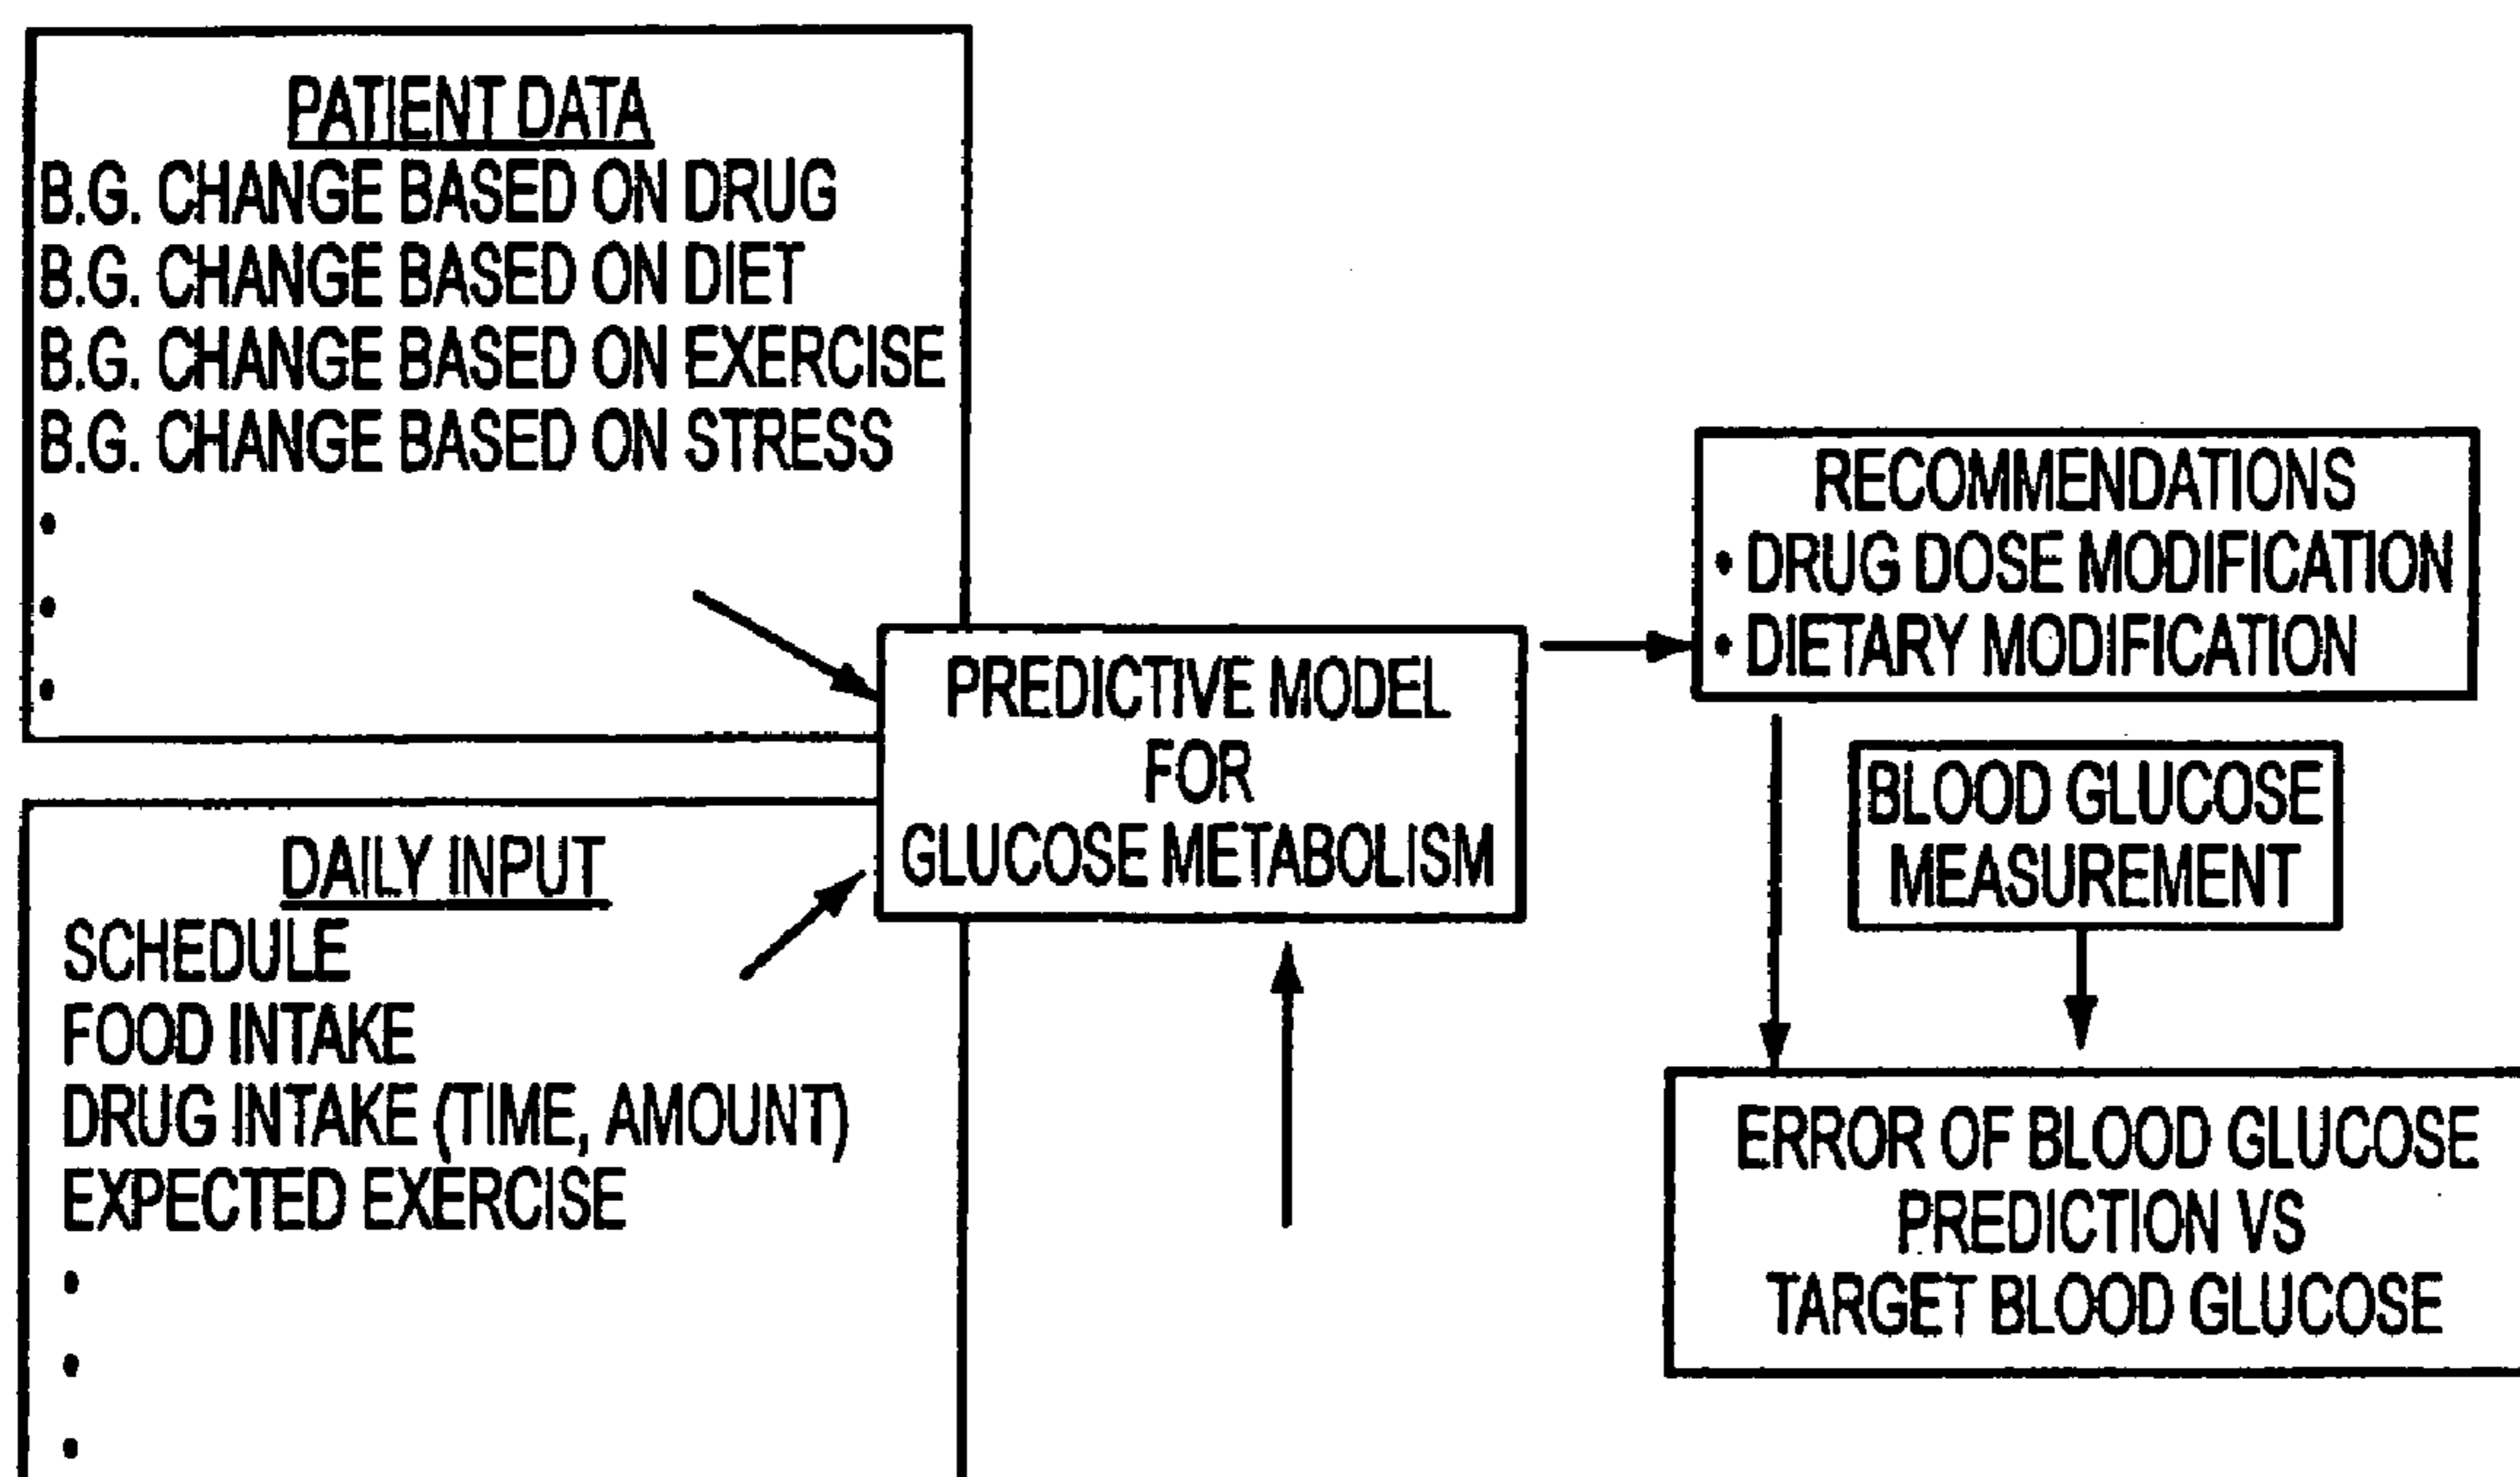 PATIENT DATA
B.G. CHANGE BASED ON DRUG
B.G. CHANGE BASED ON DIET
B.G. CHANGE BASED ON EXERCISE
B.G. CHANGE BASED ON STRESS
•
•
•
DAILY INPUT
SCHEDULE
FOOD INTAKE
DRUG INTAKE (TIME, AMOUNT)
EXPECTED EXERCISE
•
•
•
PREDICTIVE MODEL
FOR
GLUCOSE METABOLISM
RECOMMENDATIONS
• DRUG DOSE MODIFICATION
• DIETARY MODIFICATION
BLOOD GLUCOSE
MEASUREMENT
ERROR OF BLOOD GLUCOSE
PREDICTION VS
TARGET BLOOD GLUCOSE